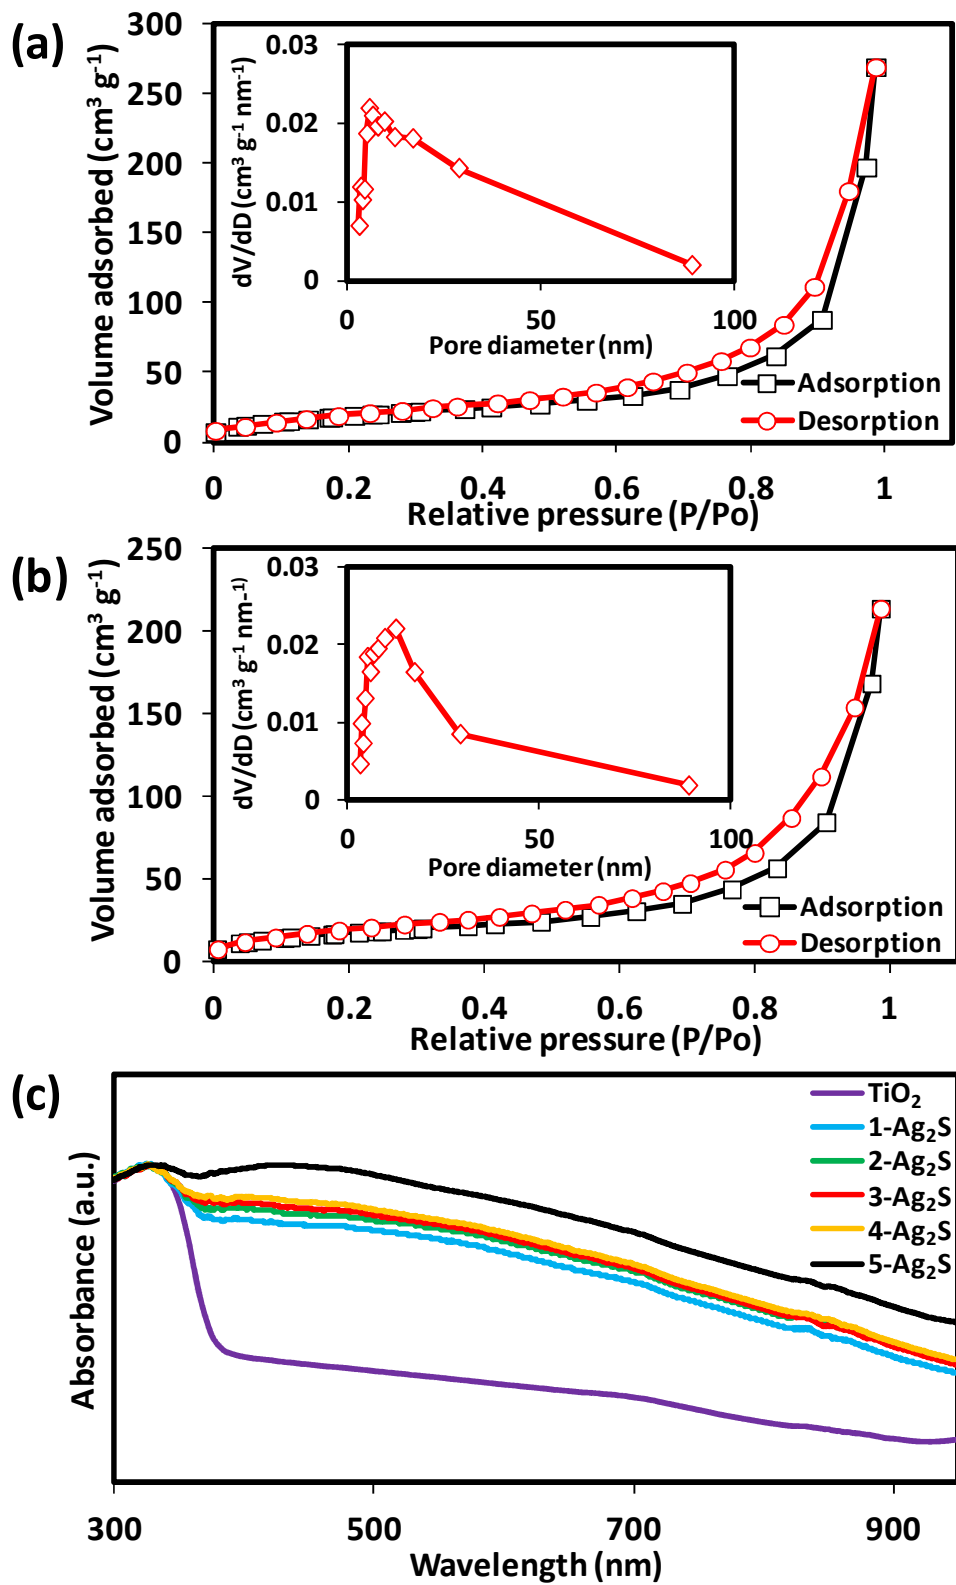 (a)
Volume adsorbed (cm³ g⁻¹)
300
250
200
150
100
50
0
0 0.2 0.4 0.6 0.8 1
Relative pressure (P/Po)
dV/dD (cm³ g⁻¹ nm⁻¹)
0.03
0.02
0.01
0
0 50 100
Pore diameter (nm)
Adsorption
Desorption
(b)
Volume adsorbed (cm³ g⁻¹)
250
200
150
100
50
0
0 0.2 0.4 0.6 0.8 1
Relative pressure (P/Po)
dV/dD (cm³ g⁻¹ nm-¹⁾
0.03
0.02
0.01
0
0 50 100
Pore diameter (nm)
Adsorption
Desorption
(c)
Absorbance (a.u.)
TiO₂
1-Ag₂S
2-Ag₂S
3-Ag₂S
4-Ag₂S
5-Ag₂S
300 500 700 900
Wavelength (nm)